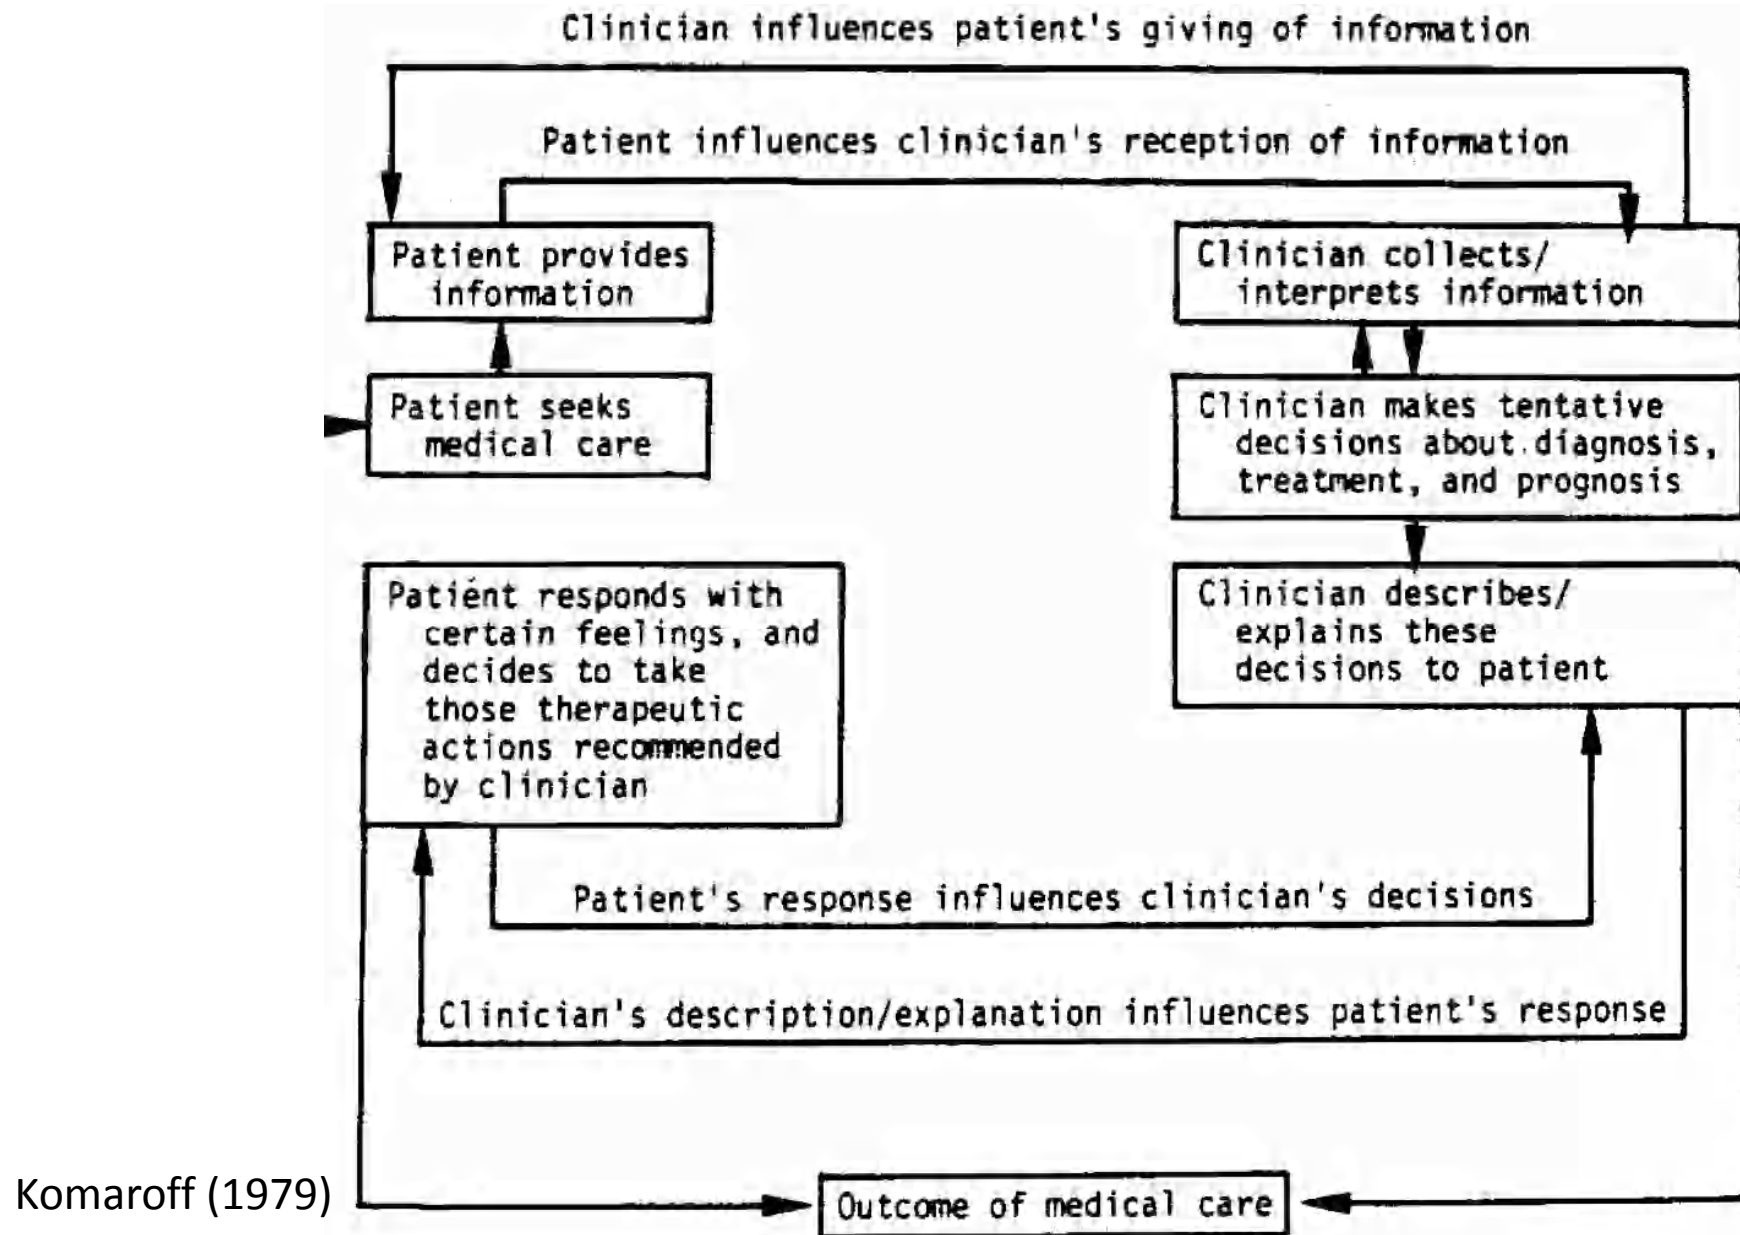 Clinician influences patient's giving of information
Patient influences clinician's reception of information
Patient provides
information
Clinician collects/
interprets information
Patient seeks
medical care
Clinician makes tentative
decisions about diagnosis,
treatment, and prognosis
Patient responds with
certain feelings, and
decides to take
those therapeutic
actions recommended
by clinician
Clinician describes/
explains these
decisions to patient
Patient's response influences clinician's decisions
Clinician's description/explanation influences patient's response
Komaroff (1979)
Outcome of medical care